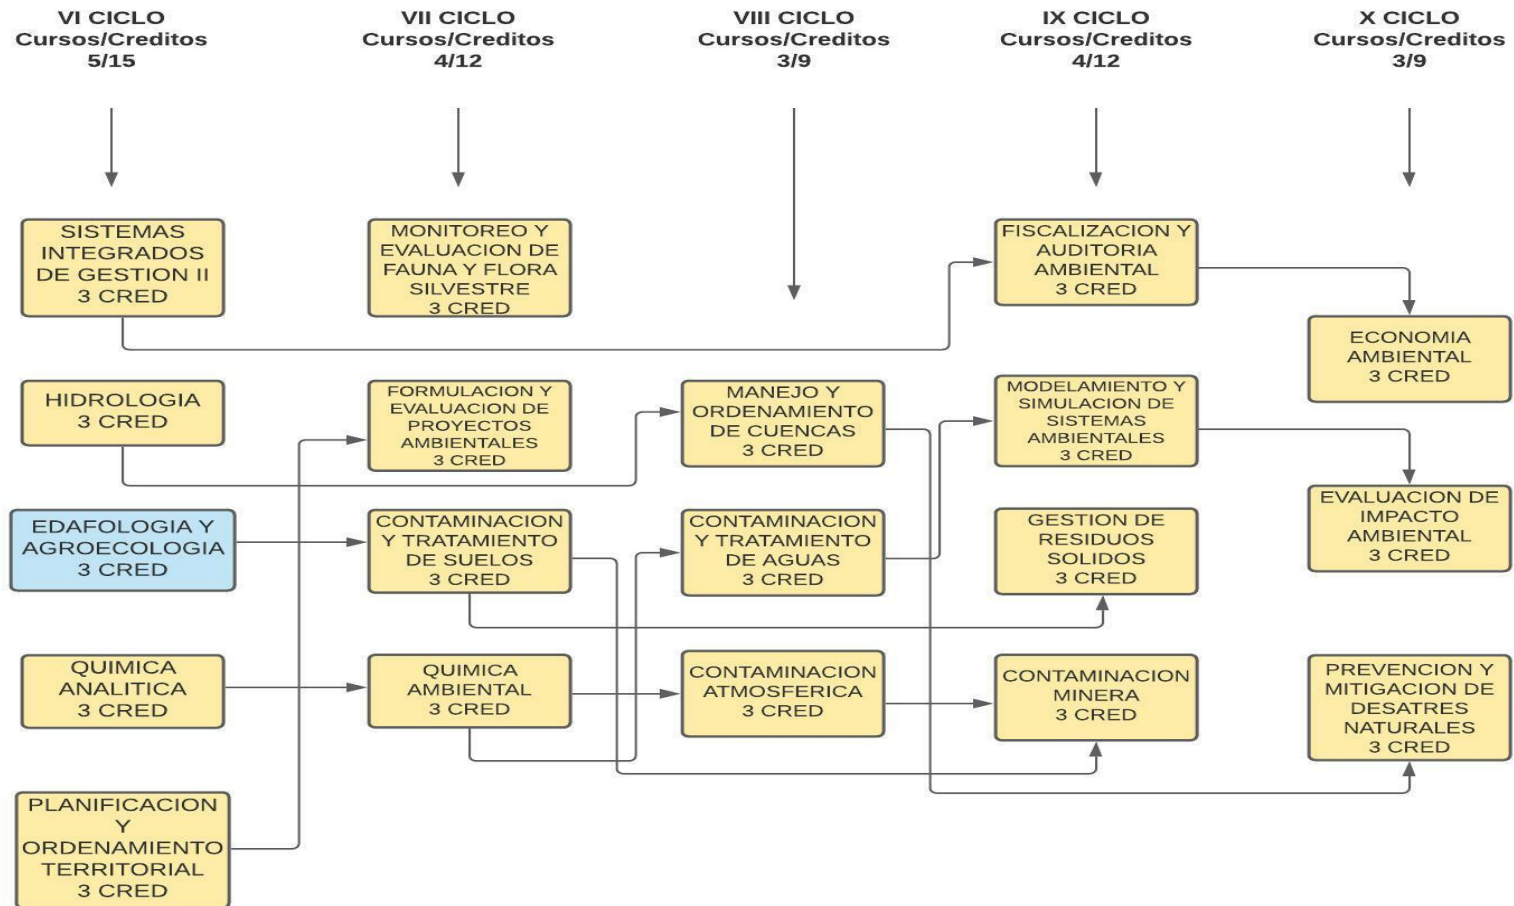 VI CICLO
Cursos/Creditos
5/15
VII CICLO
Cursos/Creditos
4/12
VIII CICLO
Cursos/Creditos
3/9
IX CICLO
Cursos/Creditos
4/12
X CICLO
Cursos/Creditos
3/9
SISTEMAS
INTEGRADOS
DE GESTION II
3 CRED
MONITOREO Y
EVALUACION DE
FAUNA Y FLORA
SILVESTRE
3 CRED
FISCALIZACION Y
AUDITORIA
AMBIENTAL
3 CRED
ECONOMIA
AMBIENTAL
3 CRED
HIDROLOGIA
3 CRED
FORMULACION Y
EVALUACION DE
PROYECTOS
AMBIENTALES
3 CRED
MANEJO Y
ORDENAMIENTO
DE CUENCAS
3 CRED
MODELAMIENTO Y
SIMULACION DE
SISTEMAS
AMBIENTALES
3 CRED
EVALUACION DE
IMPACTO
AMBIENTAL
3 CRED
EDAFOLOGIA Y
AGROECOLOGIA
3 CRED
CONTAMINACION
Y TRATAMIENTO
DE SUELOS
3 CRED
CONTAMINACION
Y TRATAMIENTO
DE AGUAS
3 CRED
GESTION DE
RESIDUOS
SOLIDOS
3 CRED
QUIMICA
ANALITICA
3 CRED
QUIMICA
AMBIENTAL
3 CRED
CONTAMINACION
ATMOSFERICA
3 CRED
CONTAMINACION
MINERA
3 CRED
PREVENCION Y
MITIGACION DE
DESATRES
NATURALES
3 CRED
PLANIFICACION
Y
ORDENAMIENTO
TERRITORIAL
3 CRED